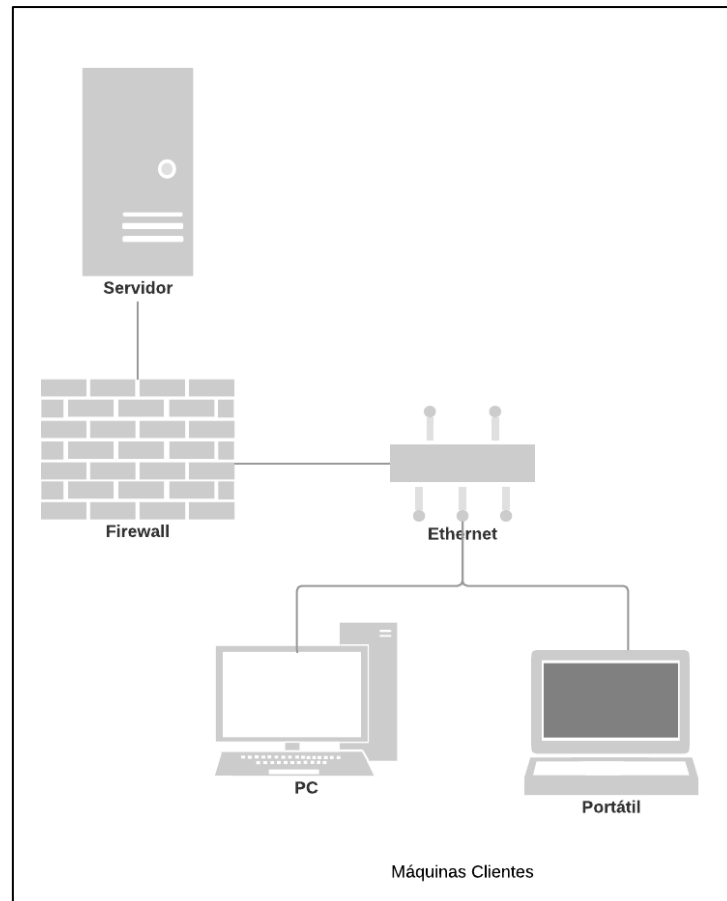 Servidor
Firewall
Ethernet
PC
Portátil
Máquinas Clientes